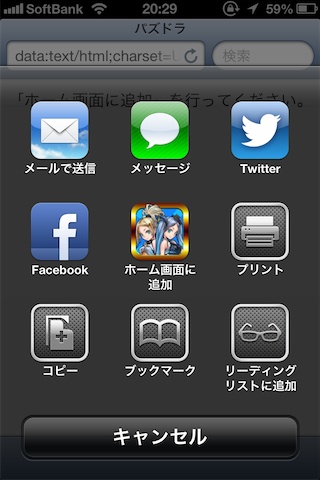 SoftBank 20:29 59%
パズドラ
data:text/html;charset=U
検索
「ホーム画面に追加」を行ってください。
メールで送信 メッセージ Twitter
Facebook ホーム画面に追加 プリント
コピー ブックマーク リーディングリストに追加
キャンセル